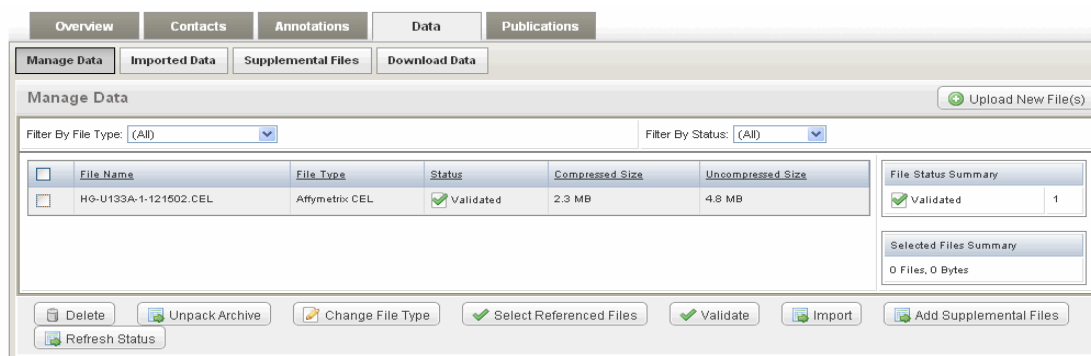 Overview Contacts Annotations Data Publications
Manage Data Imported Data Supplemental Files Download Data
Manage Data Upload New File(s)
Filter By File Type: (All) Filter By Status: (All)
File Name File Type Status Compressed Size Uncompressed Size File Status Summary
HG-U133A-1-121502.CEL Affymetrix CEL Validated 2.3 MB 4.8 MB Validated 1
Selected Files Summary
0 Files, 0 Bytes
Delete Unpack Archive Change File Type Select Referenced Files Validate Import Add Supplemental Files
Refresh Status